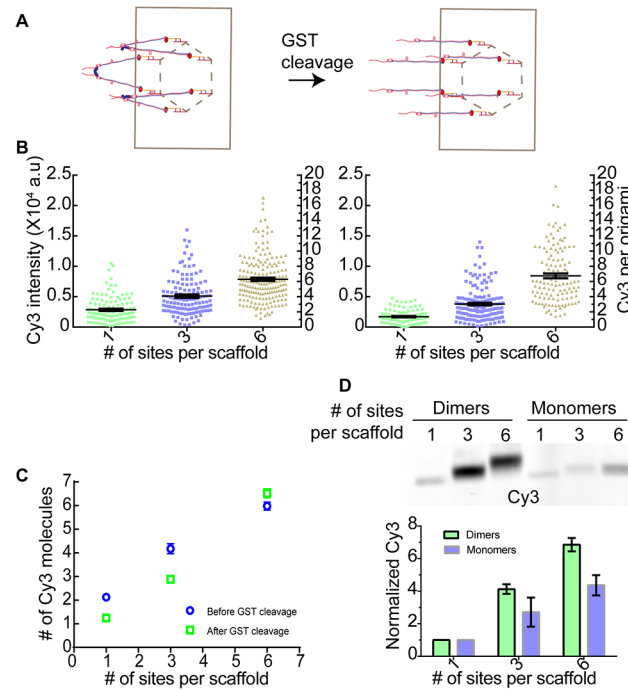 A
GST
cleavage
B
Cy3 intensity (X10⁴ a.u)
2.5
2.0
1.5
1.0
0.5
0
20
18
16
14
12
10
8
6
4
2
0
1 3 6
# of sites per scaffold
2.5
2.0
1.5
1.0
0.5
0
20
18
16
14
12
10
8
6
4
2
0
Cy3 per origami
1 3 6
# of sites per scaffold
D
# of sites
per scaffold
Dimers Monomers
1 3 6 1 3 6
Cy3
C
# of Cy3 molecules
7
6
5
4
3
2
1
0
0 1 2 3 4 5 6 7
# of sites per scaffold
Before GST cleavage
After GST cleavage
Normalized Cy3
8
6
4
2
0
Dimers
Monomers
1 3 6
# of sites per scaffold